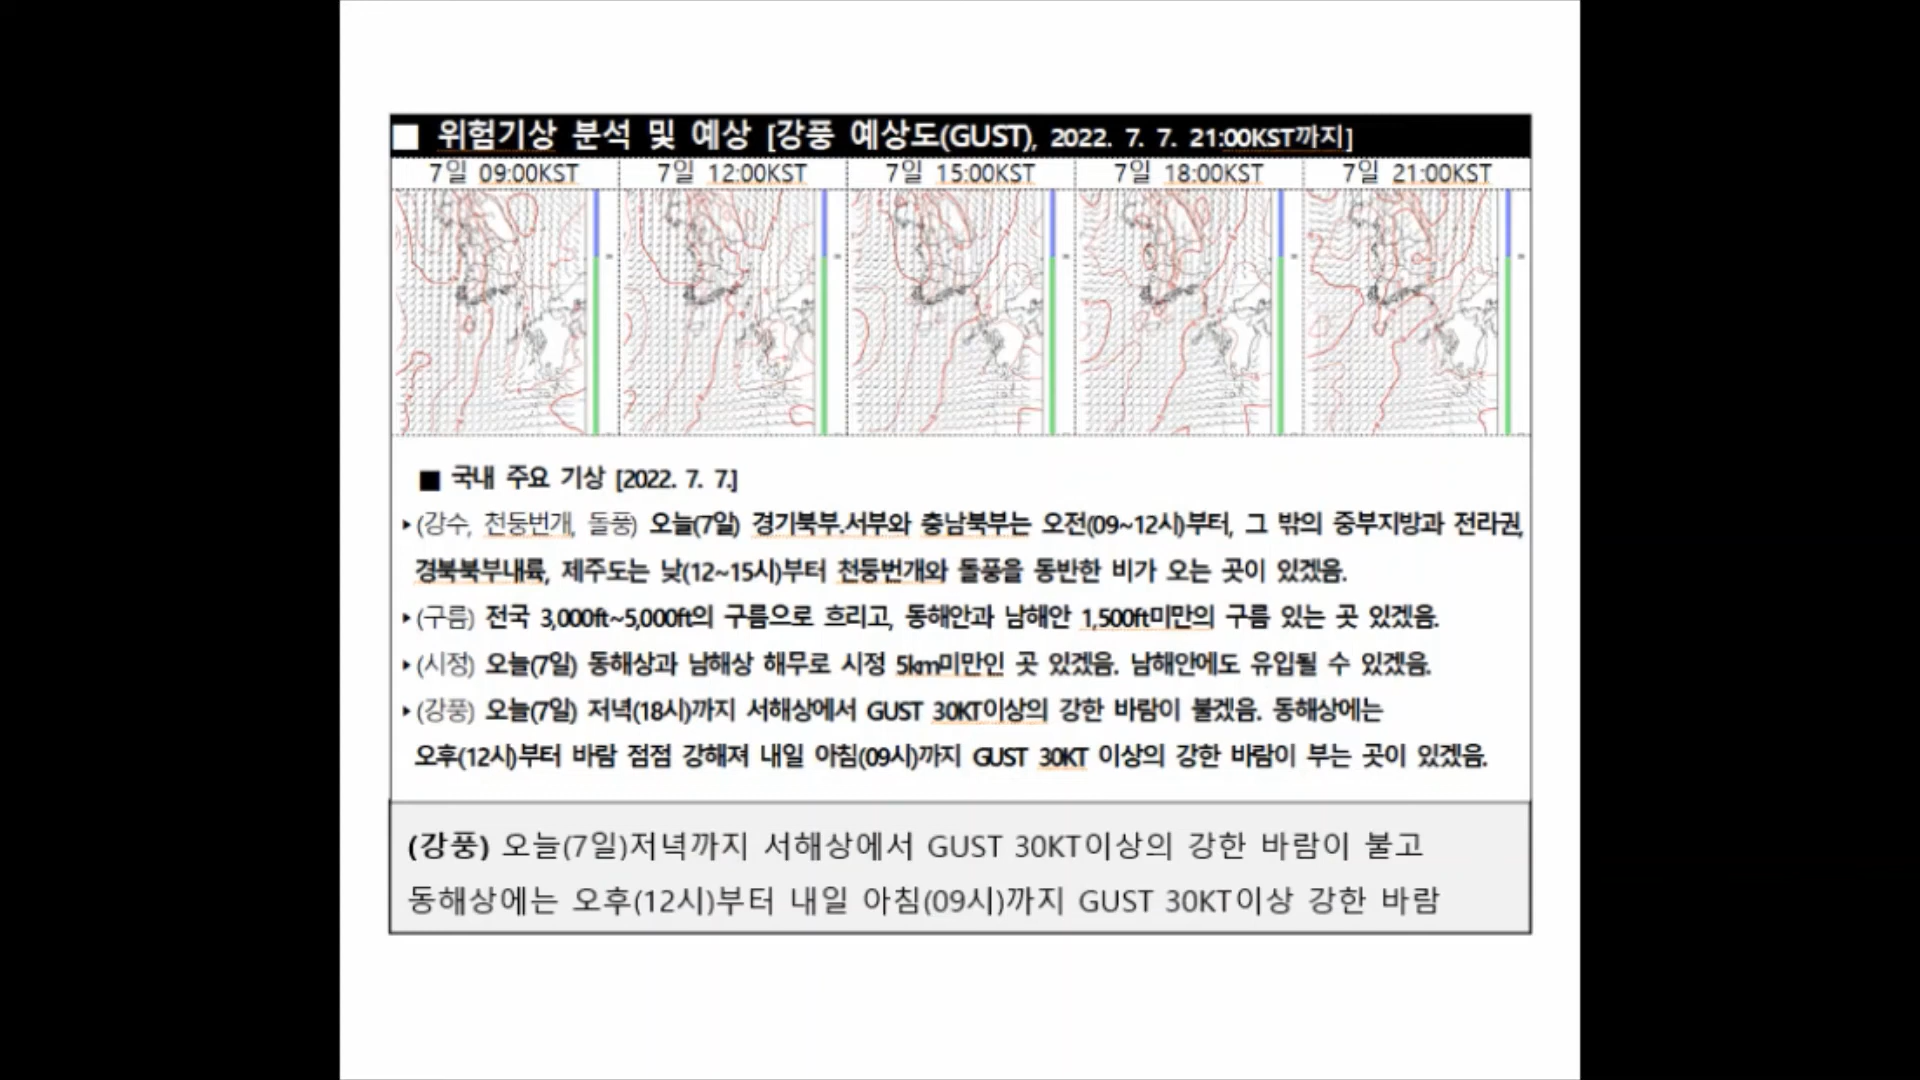 ■ 위험기상 분석 및 예상 [강풍 예상도(GUST), 2022. 7. 7. 21:00KST까지]
7일 09:00KST 7일 12:00KST 7일 15:00KST 7일 18:00KST 7일 21:00KST
■ 국내 주요 기상 [2022. 7. 7.]
▸(강수, 천둥번개, 돌풍) 오늘(7일) 경기북부.서부와 충남북부는 오전(09~12시)부터, 그 밖의 중부지방과 전라권,
경북북부내륙, 제주도는 낮(12~15시)부터 천둥번개와 돌풍을 동반한 비가 오는 곳이 있겠음.
▸(구름) 전국 3,000ft~5,000ft의 구름으로 흐리고, 동해안과 남해안 1,500ft미만의 구름 있는 곳 있겠음.
▸(시정) 오늘(7일) 동해상과 남해상 해무로 시정 5km미만인 곳 있겠음. 남해안에도 유입될 수 있겠음.
▸(강풍) 오늘(7일) 저녁(18시)까지 서해상에서 GUST 30KT이상의 강한 바람이 불겠음. 동해상에는
오후(12시)부터 바람 점점 강해져 내일 아침(09시)까지 GUST 30KT 이상의 강한 바람이 부는 곳이 있겠음.
(강풍) 오늘(7일)저녁까지 서해상에서 GUST 30KT이상의 강한 바람이 불고
동해상에는 오후(12시)부터 내일 아침(09시)까지 GUST 30KT이상 강한 바람